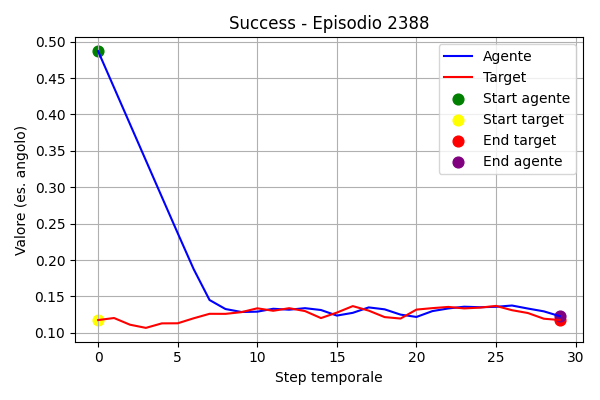 Success - Episodio 2388
Valore (es. angolo)
0.50
0.45
0.40
0.35
0.30
0.25
0.20
0.15
0.10
0
5
10
15
20
25
30
Step temporale
Agente
Target
Start agente
Start target
End target
End agente